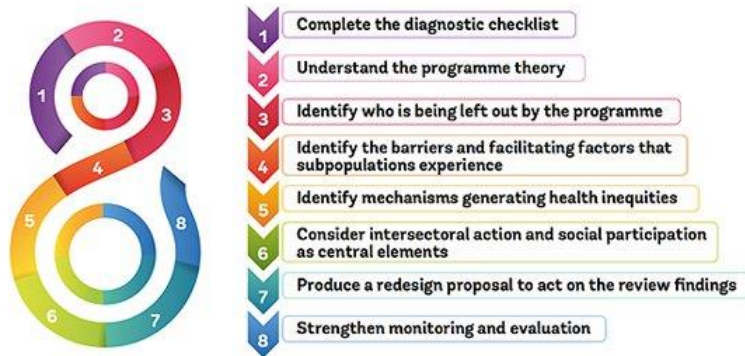 1
2
3
4
5
6
7
8
1 Complete the diagnostic checklist
2 Understand the programme theory
3 Identify who is being left out by the programme
4 Identify the barriers and facilitating factors that
subpopulations experience
5 Identify mechanisms generating health inequities
6 Consider intersectoral action and social participation
as central elements
7 Produce a redesign proposal to act on the review findings
8 Strengthen monitoring and evaluation